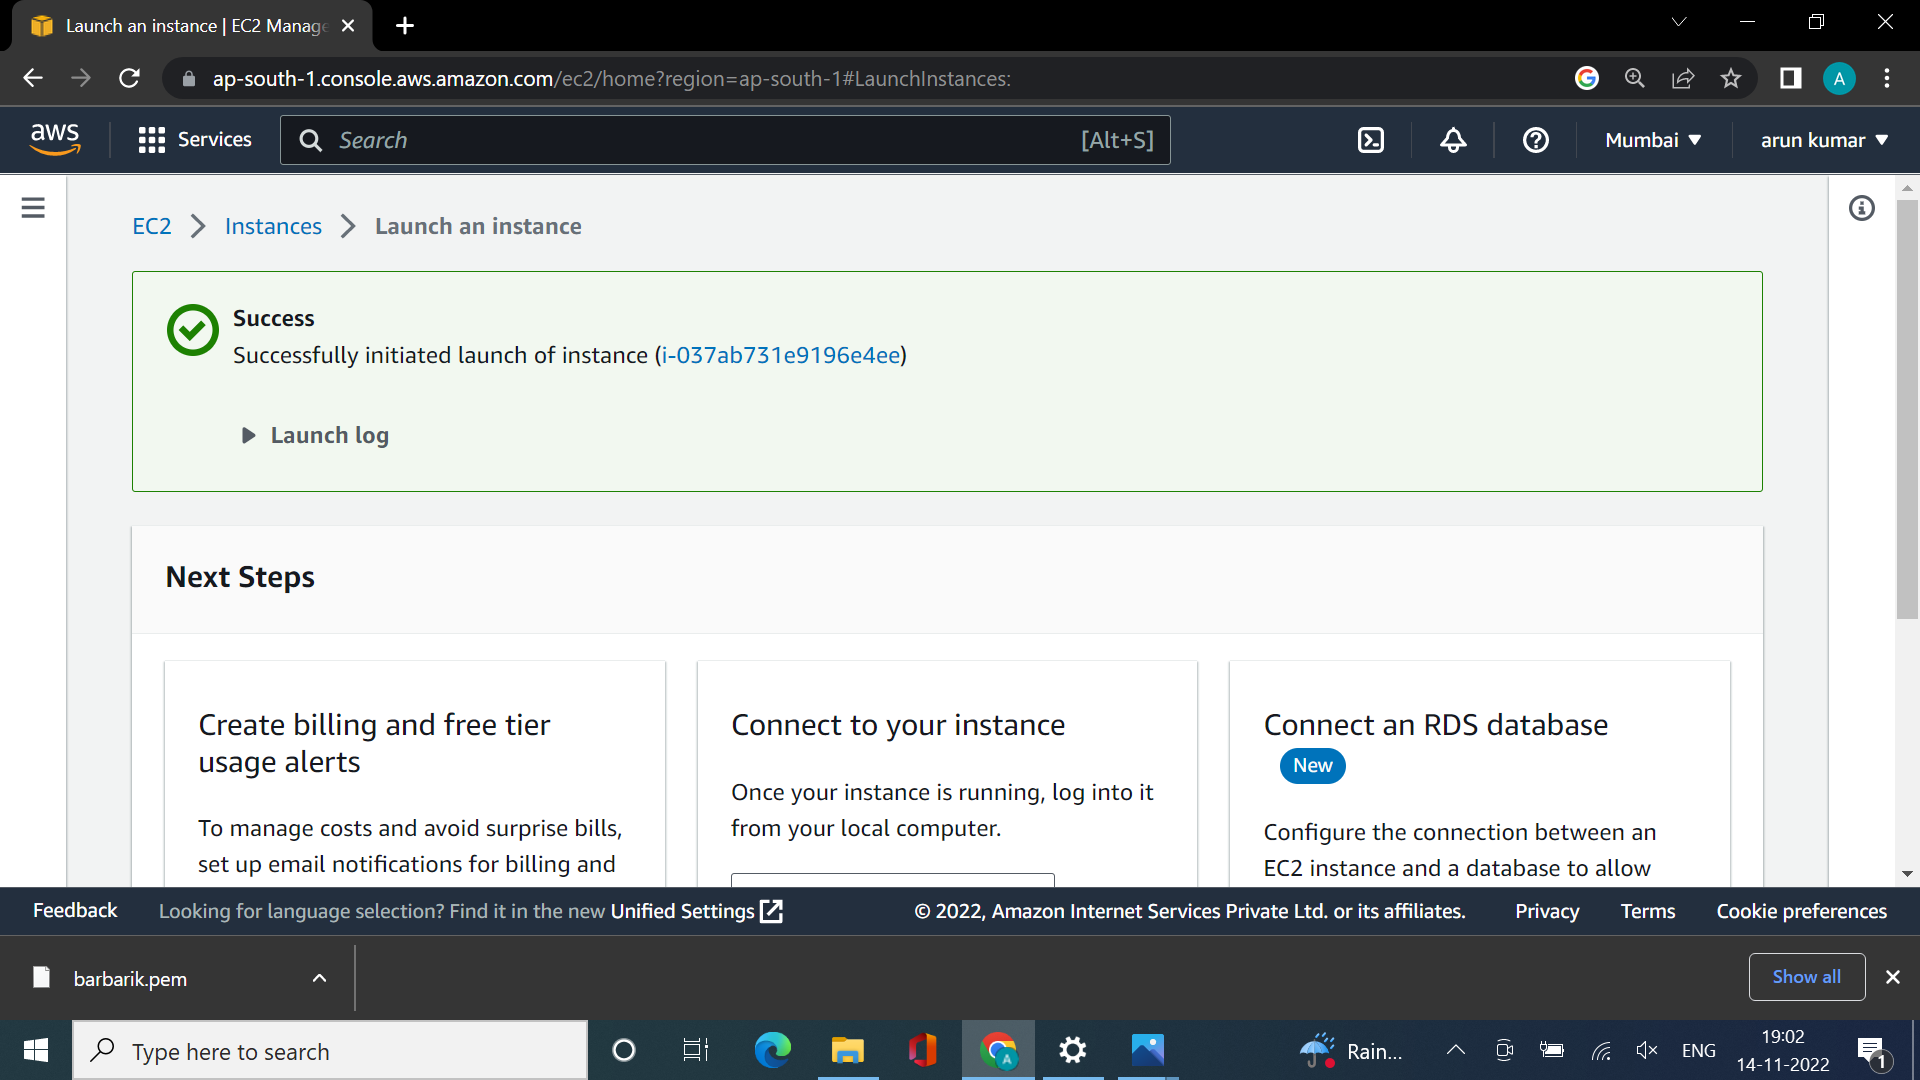 Launch an instance | EC2 Manage
ap-south-1.console.aws.amazon.com/ec2/home?region=ap-south-1#LaunchInstances:
A
aws
Services
Search
[Alt+S]
Mumbai
arun kumar
EC2
Instances
Launch an instance
Success
Successfully initiated launch of instance (i-037ab731e9196e4ee)
Launch log
Next Steps
Create billing and free tier
usage alerts
To manage costs and avoid surprise bills,
set up email notifications for billing and
Connect to your instance
Once your instance is running, log into it
from your local computer.
Connect an RDS database
New
Configure the connection between an
EC2 instance and a database to allow
Feedback
Looking for language selection? Find it in the new Unified Settings
© 2022, Amazon Internet Services Private Ltd. or its affiliates.
Privacy
Terms
Cookie preferences
barbarik.pem
Show all
Type here to search
A
Rain...
ENG
19:02
14-11-2022
1